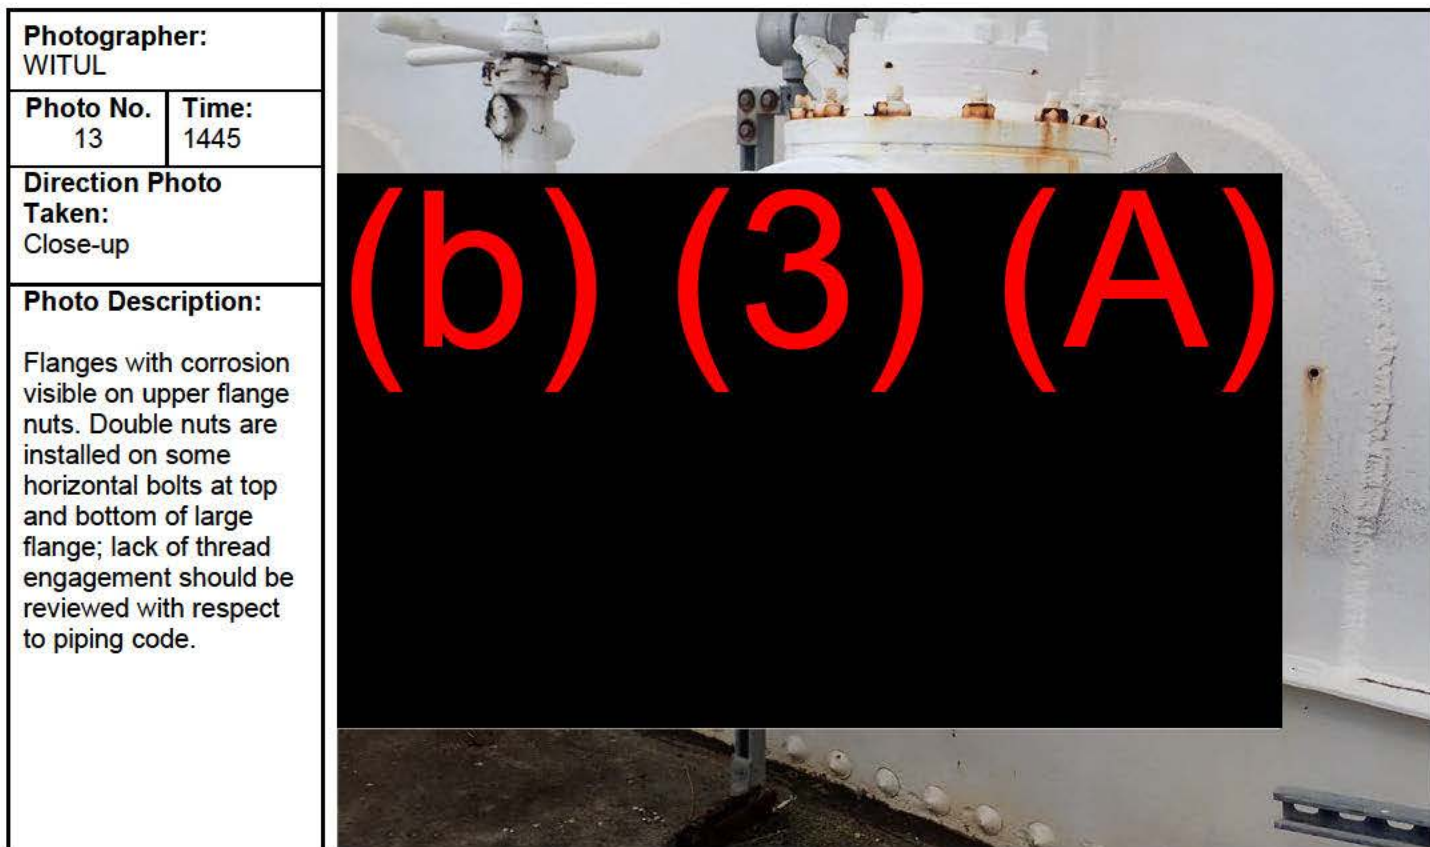 Photographer:
WITUL
Photo No.
13
Time:
1445
Direction Photo
Taken:
Close-up
Photo Description:
Flanges with corrosion
visible on upper flange
nuts. Double nuts are
installed on some
horizontal bolts at top
and bottom of large
flange; lack of thread
engagement should be
reviewed with respect
to piping code.
(b) (3) (A)